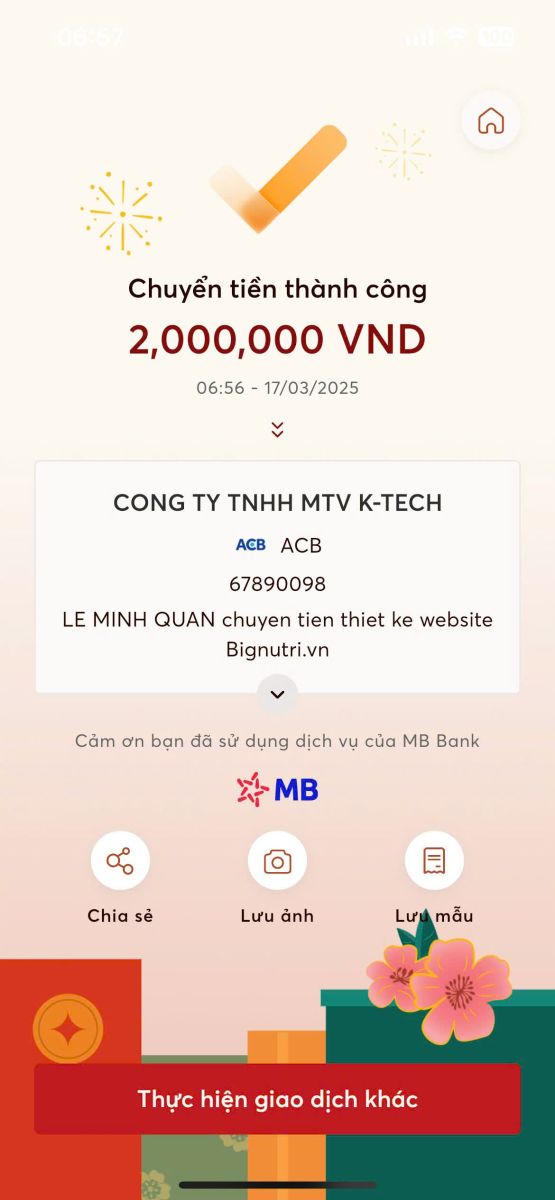 06:57
100
Chuyển tiền thành công
2,000,000 VND
06:56 - 17/03/2025
CONG TY TNHH MTV K-TECH
ACB ACB
67890098
LE MINH QUAN chuyen tien thiet ke website
Bignutri.vn
Cảm ơn bạn đã sử dụng dịch vụ của MB Bank
MB
Chia sẻ
Lưu ảnh
Lưu mẫu
Thực hiện giao dịch khác